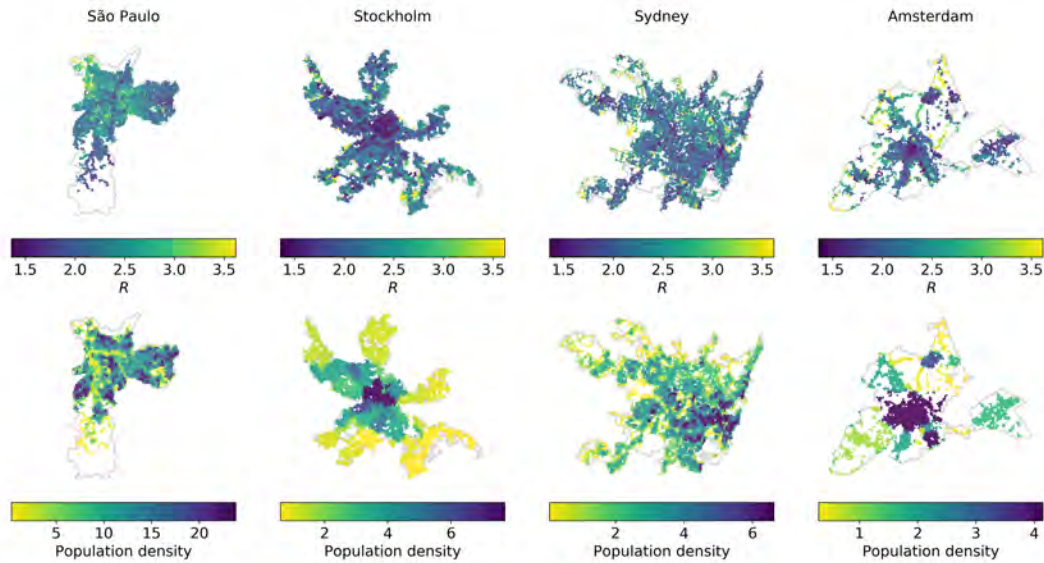 São Paulo Stockholm Sydney Amsterdam
1.5 2.0 2.5 3.0 3.5 1.5 2.0 2.5 3.0 3.5 1.5 2.0 2.5 3.0 3.5 1.5 2.0 2.5 3.0 3.5
R R R R
5 10 15 20 2 4 6 2 4 6 1 2 3 4
Population density Population density Population density Population density